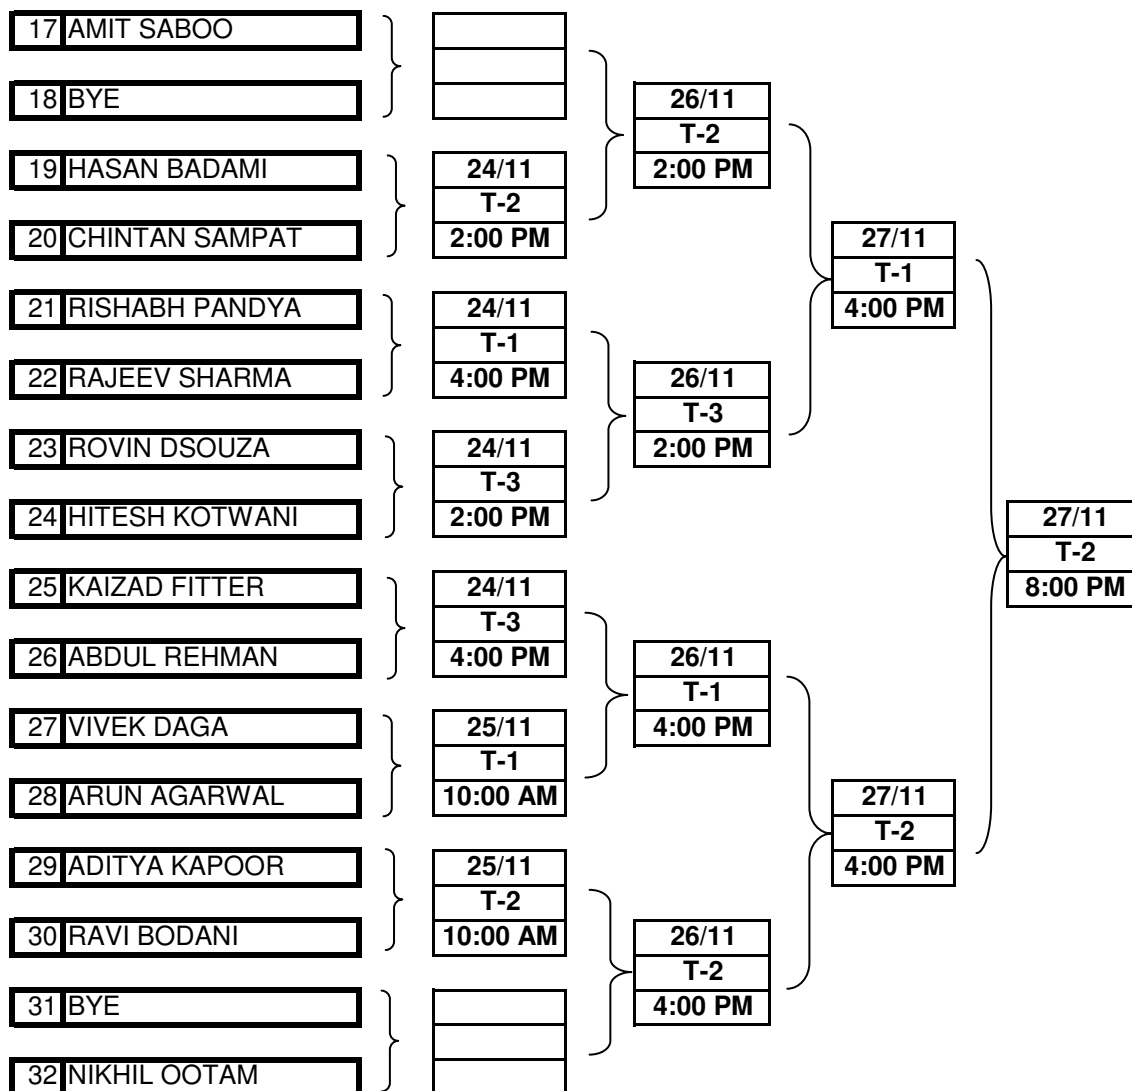 17 AMIT SABOO
18 BYE
26/11
T-2
19 HASAN BADAMI
24/11
2:00 PM
T-2
20 CHINTAN SAMPAT
2:00 PM
27/11
T-1
21 RISHABH PANDYA
24/11
4:00 PM
T-1
22 RAJEEV SHARMA
4:00 PM
26/11
T-3
23 ROVIN DSOUZA
24/11
2:00 PM
T-3
24 HITESH KOTWANI
2:00 PM
27/11
T-2
25 KAIZAD FITTER
24/11
8:00 PM
T-3
26 ABDUL REHMAN
4:00 PM
26/11
T-1
27 VIVEK DAGA
25/11
4:00 PM
T-1
28 ARUN AGARWAL
10:00 AM
27/11
T-2
29 ADITYA KAPOOR
25/11
4:00 PM
T-2
30 RAVI BODANI
10:00 AM
26/11
T-2
31 BYE
4:00 PM
32 NIKHIL OOTAM